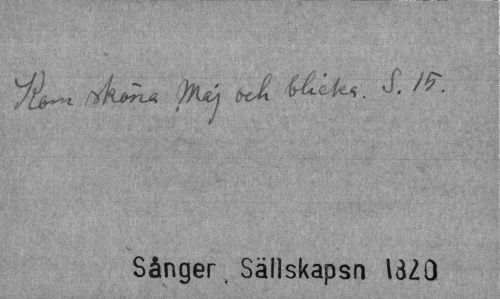 Kom sköna Maj och blicka. S. 15.
Sånger, Sällskapsn 1820